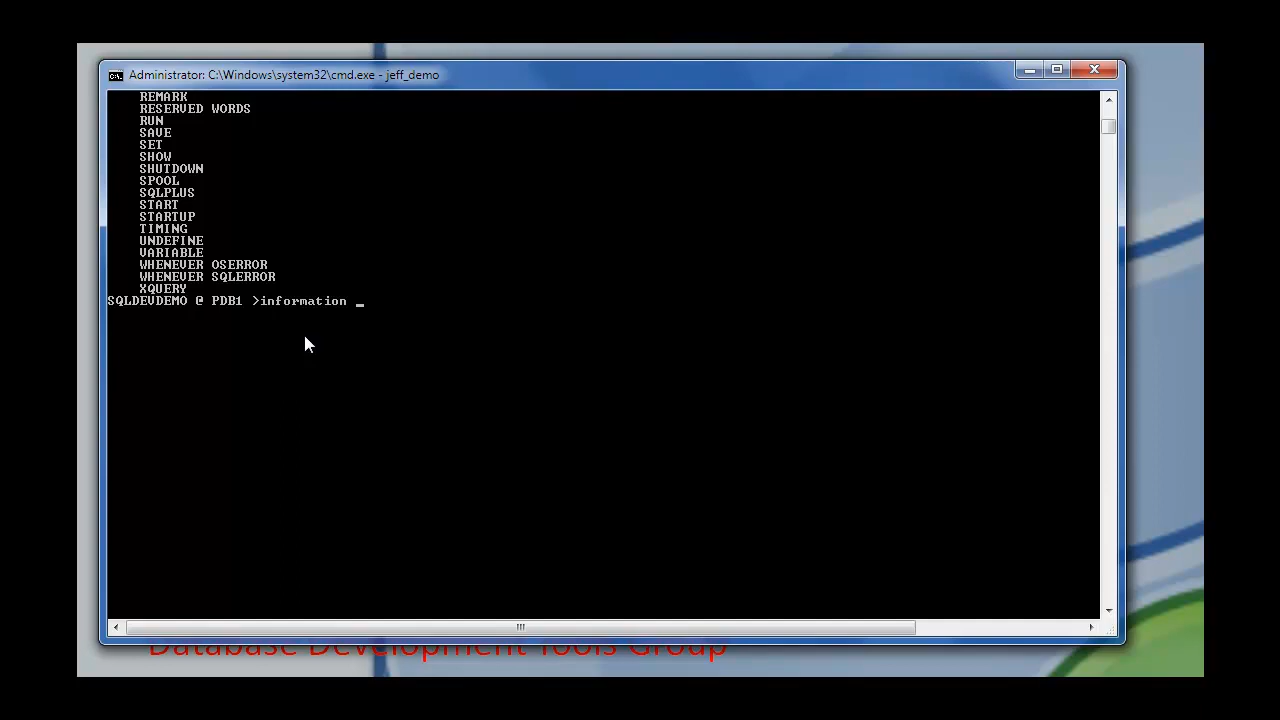 Administrator: C:\Windows\system32\cmd.exe - jeff_demo
REMARK
RESERVED WORDS
RUN
SAVE
SET
SHOW
SHUTDOWN
SPOOL
SQLPLUS
START
STARTUP
TIMING
UNDEFINE
VARIABLE
WHENEVER OSERROR
WHENEVER SQLERROR
XQUERY
SQLDEVDEMO @ PDB1 >information _
Database Development Tools Group